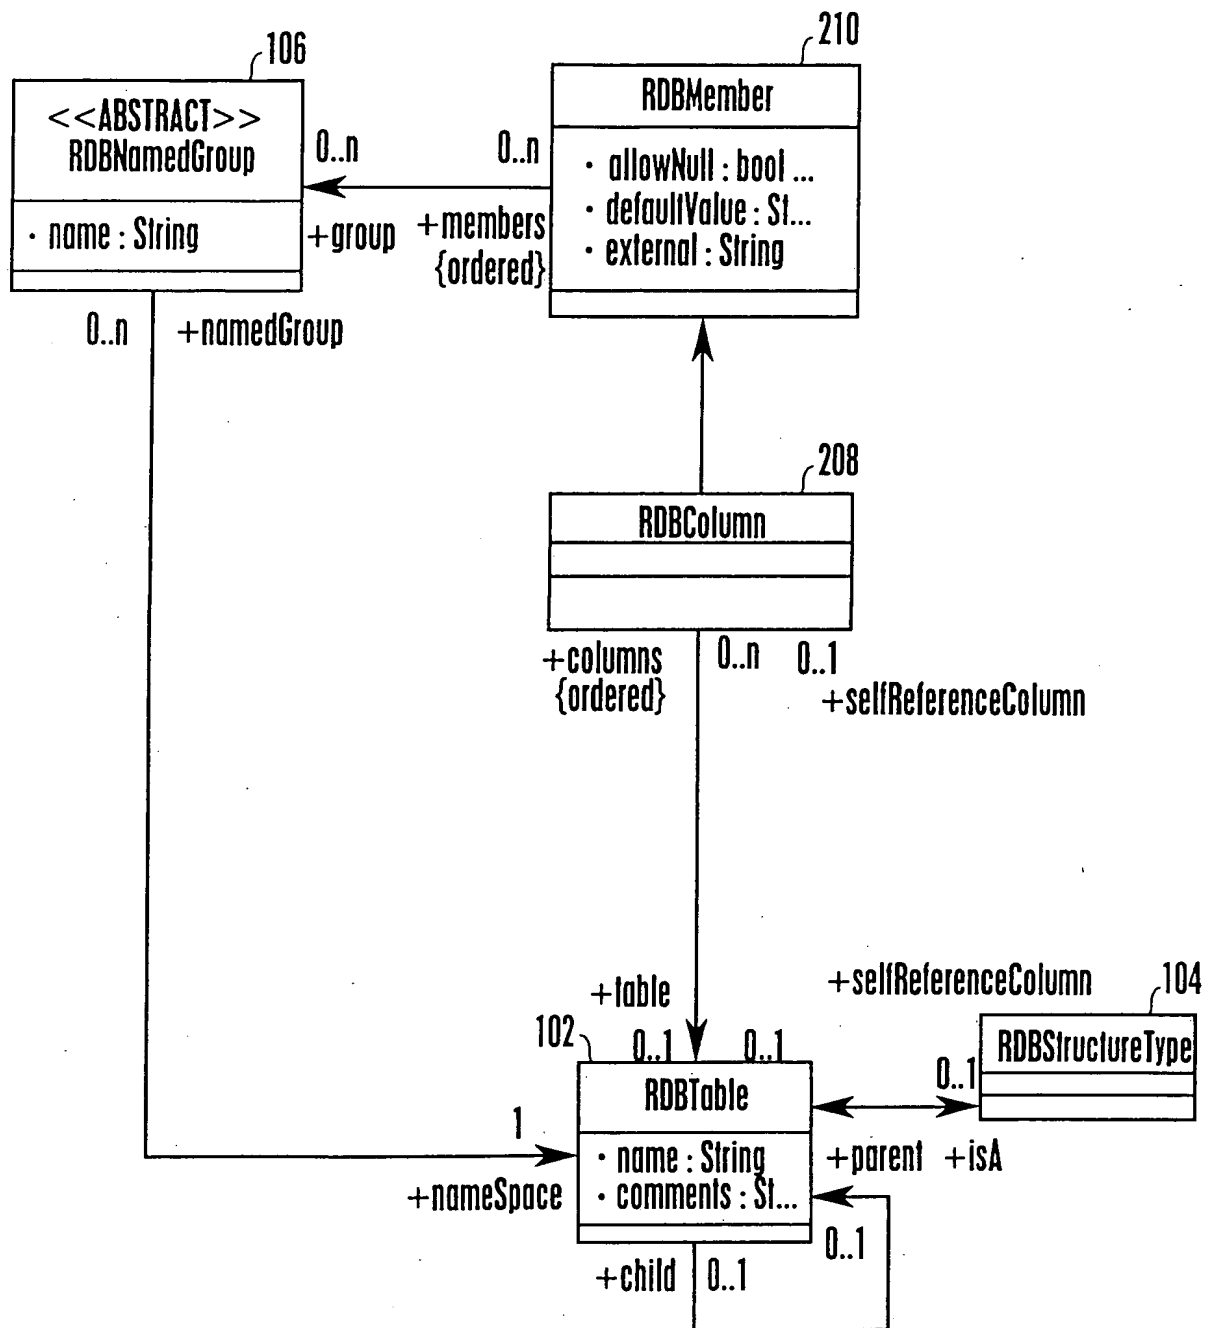 106
<<ABSTRACT>>
RDBNamedGroup
· name : String
0..n
+group
0..n
+members
{ordered}
210
RDBMember
· allowNull : bool ...
· defaultValue : St...
· external : String
0..n
+namedGroup
208
RDBColumn
+columns
{ordered}
0..n
0..1
+selfReferenceColumn
+table
0..1
0..1
+selfReferenceColumn
104
RDBStructureType
0..1
102
RDBTable
· name : String
· comments : St...
+parent
+isA
1
+nameSpace
0..1
+child
0..1